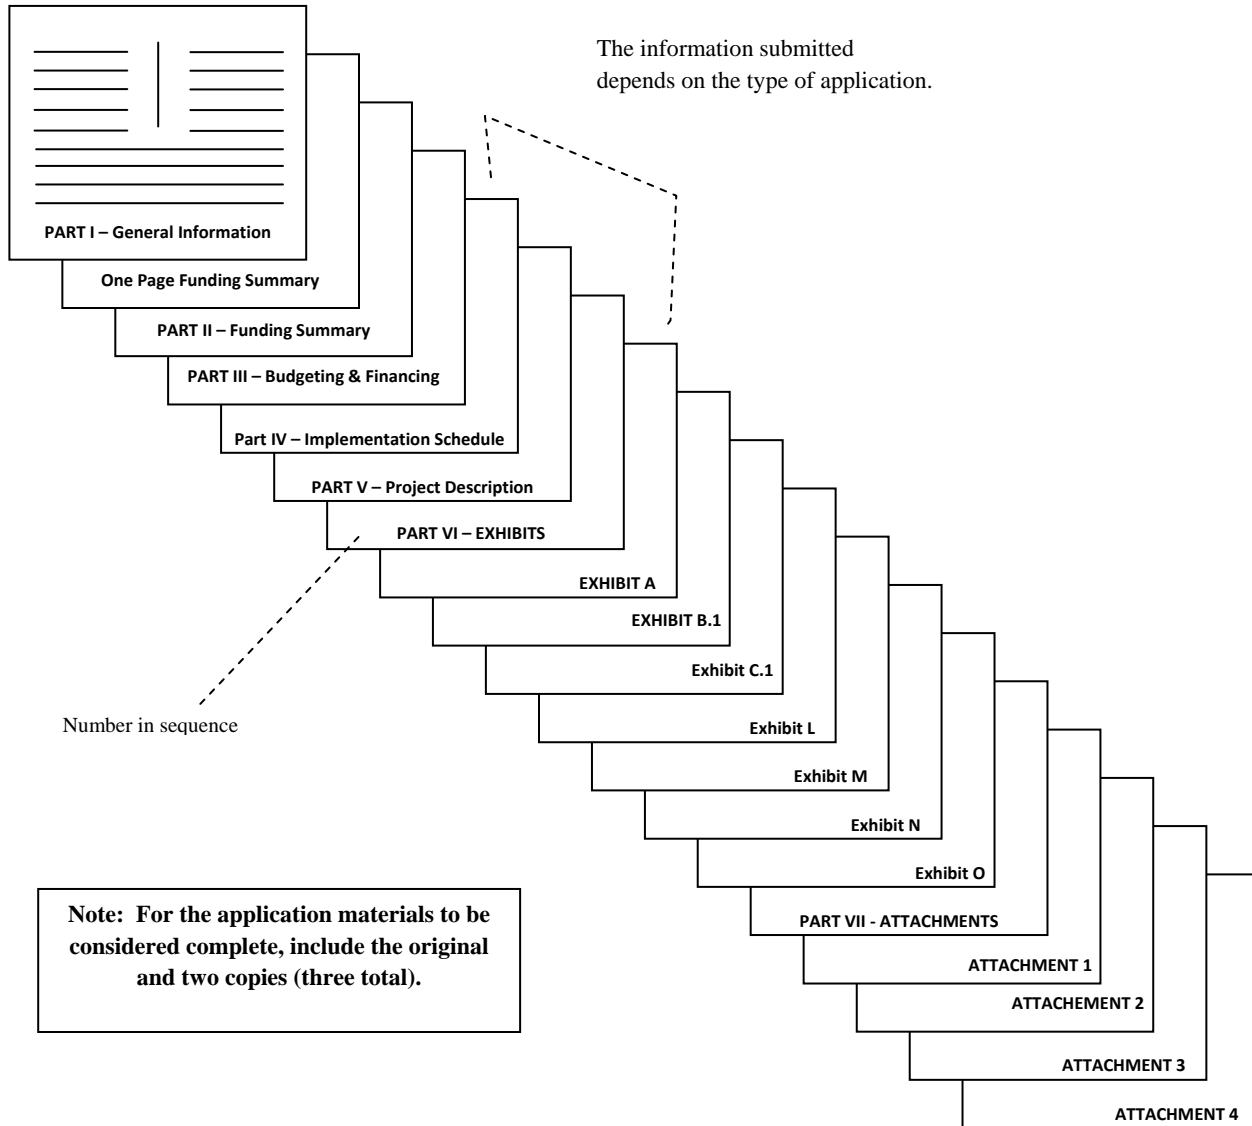 The information submitted
depends on the type of application.
PART I – General Information
One Page Funding Summary
PART II – Funding Summary
PART III – Budgeting & Financing
Part IV – Implementation Schedule
PART V – Project Description
PART VI – EXHIBITS
EXHIBIT A
EXHIBIT B.1
Exhibit C.1
Exhibit L
Number in sequence
Exhibit M
Exhibit N
Exhibit O
Note: For the application materials to be
considered complete, include the original
and two copies (three total).
PART VII - ATTACHMENTS
ATTACHMENT 1
ATTACHEMENT 2
ATTACHMENT 3
ATTACHMENT 4